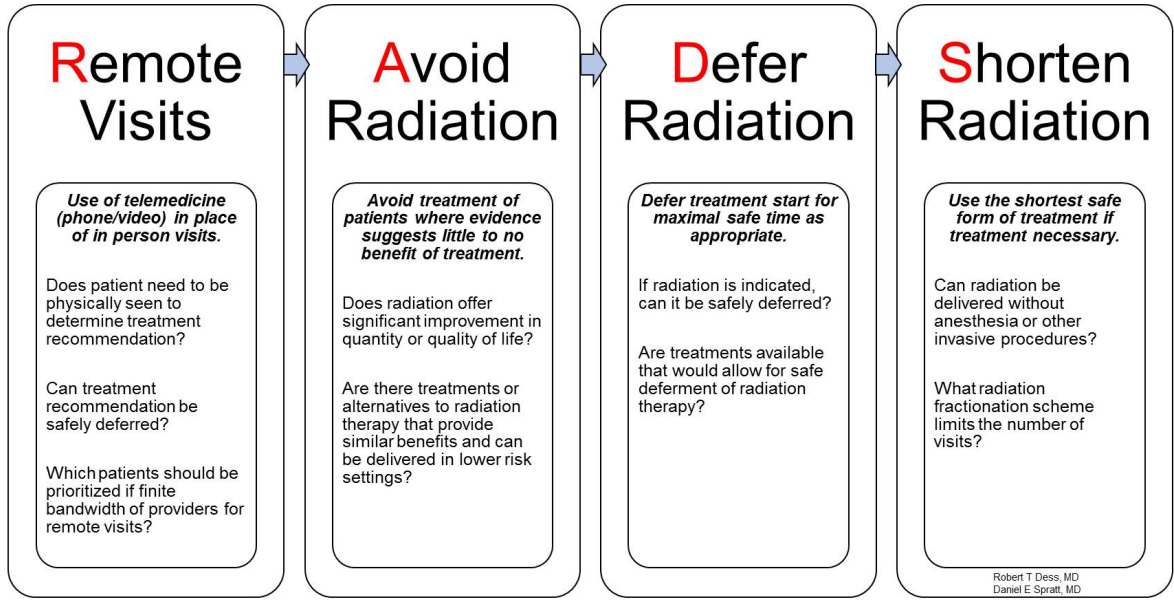 Remote
Visits
Use of telemedicine
(phone/video) in place
of in person visits.
Does patient need to be
physically seen to
determine treatment
recommendation?
Can treatment
recommendation be
safely deferred?
Which patients should be
prioritized if finite
bandwidth of providers for
remote visits?
Avoid
Radiation
Avoid treatment of
patients where evidence
suggests little to no
benefit of treatment.
Does radiation offer
significant improvement in
quantity or quality of life?
Are there treatments or
alternatives to radiation
therapy that provide
similar benefits and can
be delivered in lower risk
settings?
Defer
Radiation
Defer treatment start for
maximal safe time as
appropriate.
If radiation is indicated,
can it be safely deferred?
Are treatments available
that would allow for safe
deferment of radiation
therapy?
Shorten
Radiation
Use the shortest safe
form of treatment if
treatment necessary.
Can radiation be
delivered without
anesthesia or other
invasive procedures?
What radiation
fractionation scheme
limits the number of
visits?
Robert T Dess, MD
Daniel E Spratt, MD